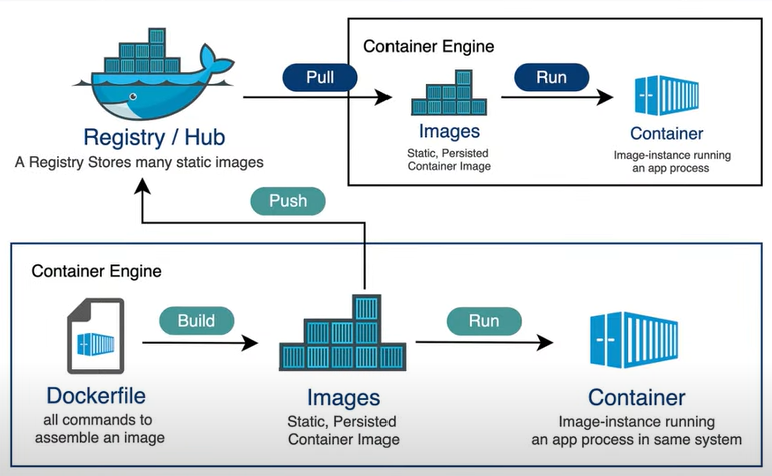 Container Engine
Pull
Run
Registry / Hub
A Registry Stores many static images
Images
Static, Persisted
Container Image
Container
Image-instance running
an app process
Push
Container Engine
Build
Run
Dockerfile
all commands to
assemble an image
Images
Static, Persisted
Container Image
Container
Image-instance running
an app process in same system